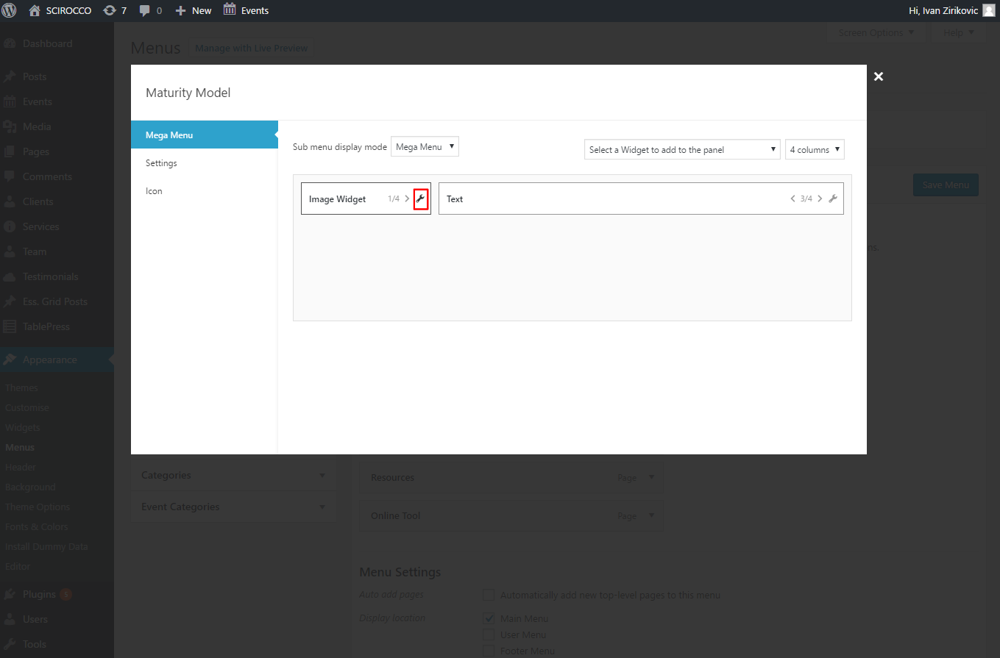 SCIROCCO 7 0 New Events Hi, Ivan Zirikovic
Screen Options Help
Menus Manage with Live Preview
Dashboard
Posts
Events
Media
Pages
Comments
Clients
Services
Team
Testimonials
Ess. Grid Posts
TablePress
Appearance
Themes
Customise
Widgets
Menus
Header
Background
Theme Options
Fonts & Colors
Install Dummy Data
Editor
Plugins 5
Users
Tools
Maturity Model
Mega Menu
Settings
Icon
Sub menu display mode Mega Menu Select a Widget to add to the panel 4 columns
Image Widget 1/4 Text 3/4
Save Menu
Categories
Event Categories
Resources Page
Online Tool Page
Menu Settings
Auto add pages Automatically add new top-level pages to this menu
Display location Main Menu
User Menu
Footer Menu